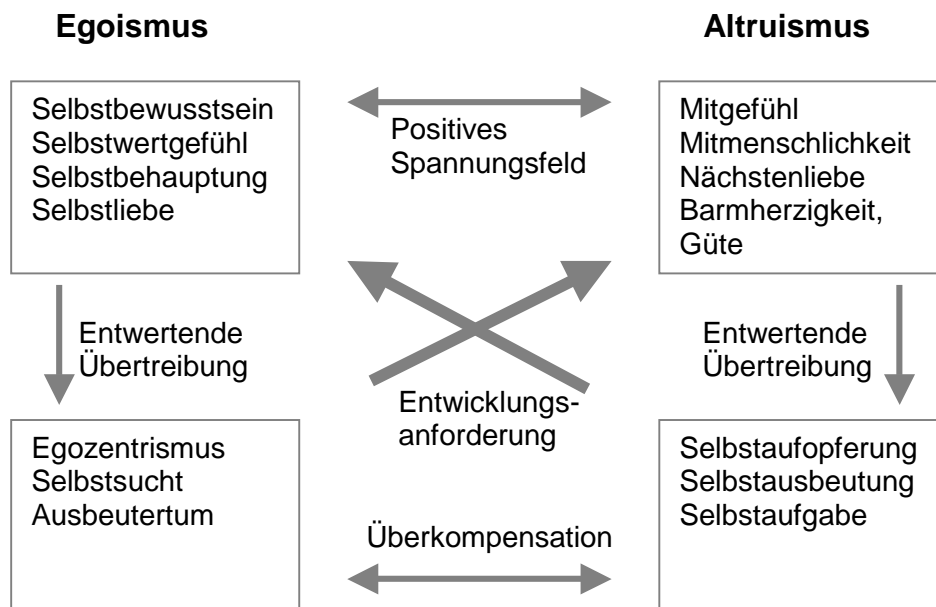 Egoismus
Altruismus
Selbstbewusstsein
Selbstwertgefühl
Selbstbehauptung
Selbstliebe
Positives
Spannungsfeld
Mitgefühl
Mitmenschlichkeit
Nächstenliebe
Barmherzigkeit,
Güte
Entwertende
Übertreibung
Entwicklungs-
anforderung
Entwertende
Übertreibung
Egozentrismus
Selbstsucht
Ausbeutertum
Überkompensation
Selbstaufopferung
Selbstausbeutung
Selbstaufgabe